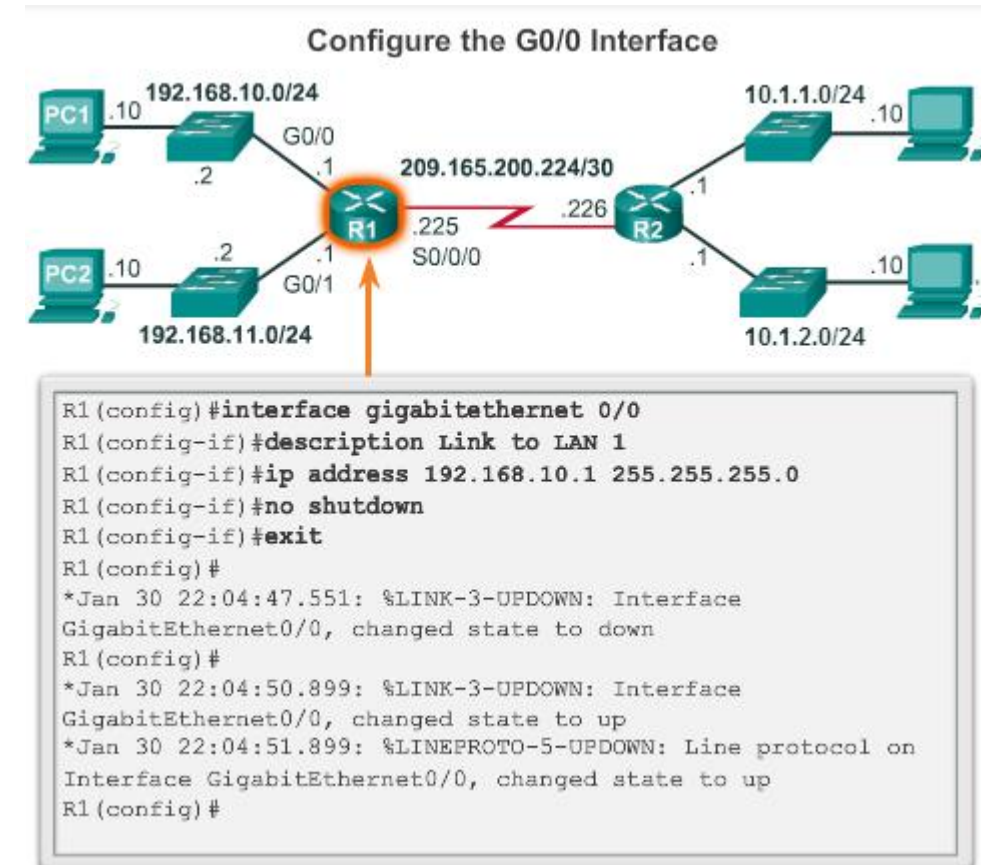 Configure the G0/0 Interface
192.168.10.0/24
10.1.1.0/24
PC1
.10
.10
G0/0
.1
209.165.200.224/30
.2
.1
.226
R1
.225
R2
S0/0/0
.2
.1
.1
PC2
.10
.10
G0/1
192.168.11.0/24
10.1.2.0/24
R1(config)#interface gigabitethernet 0/0
R1(config-if)#description Link to LAN 1
R1(config-if)#ip address 192.168.10.1 255.255.255.0
R1(config-if)#no shutdown
R1(config-if)#exit
R1(config)#
*Jan 30 22:04:47.551: %LINK-3-UPDOWN: Interface
GigabitEthernet0/0, changed state to down
R1(config)#
*Jan 30 22:04:50.899: %LINK-3-UPDOWN: Interface
GigabitEthernet0/0, changed state to up
*Jan 30 22:04:51.899: %LINEPROTO-5-UPDOWN: Line protocol on
Interface GigabitEthernet0/0, changed state to up
R1(config)#